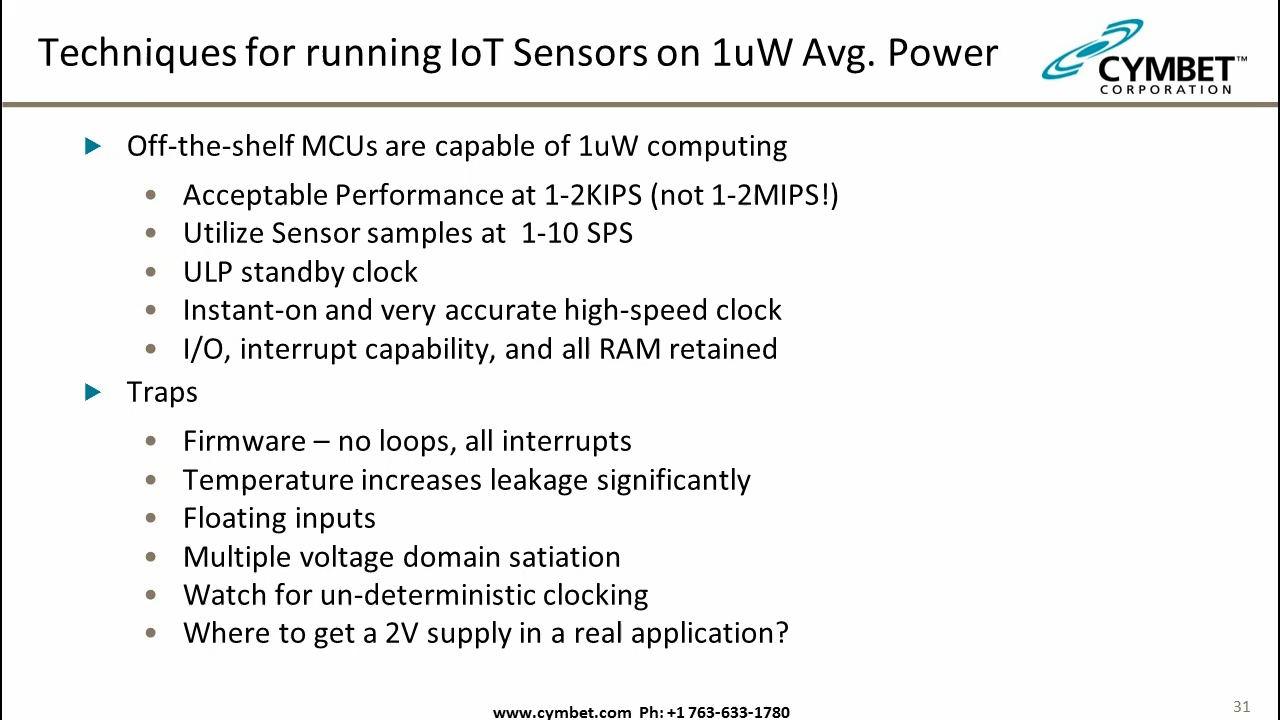 Techniques for running IoT Sensors on 1uW Avg. Power
CYMBET™
CORPORATION
Off-the-shelf MCUs are capable of 1uW computing
Acceptable Performance at 1-2KIPS (not 1-2MIPS!)
Utilize Sensor samples at 1-10 SPS
ULP standby clock
Instant-on and very accurate high-speed clock
I/O, interrupt capability, and all RAM retained
Traps
Firmware – no loops, all interrupts
Temperature increases leakage significantly
Floating inputs
Multiple voltage domain satiation
Watch for un-deterministic clocking
Where to get a 2V supply in a real application?
www.cymbet.com Ph: +1 763-633-1780
31